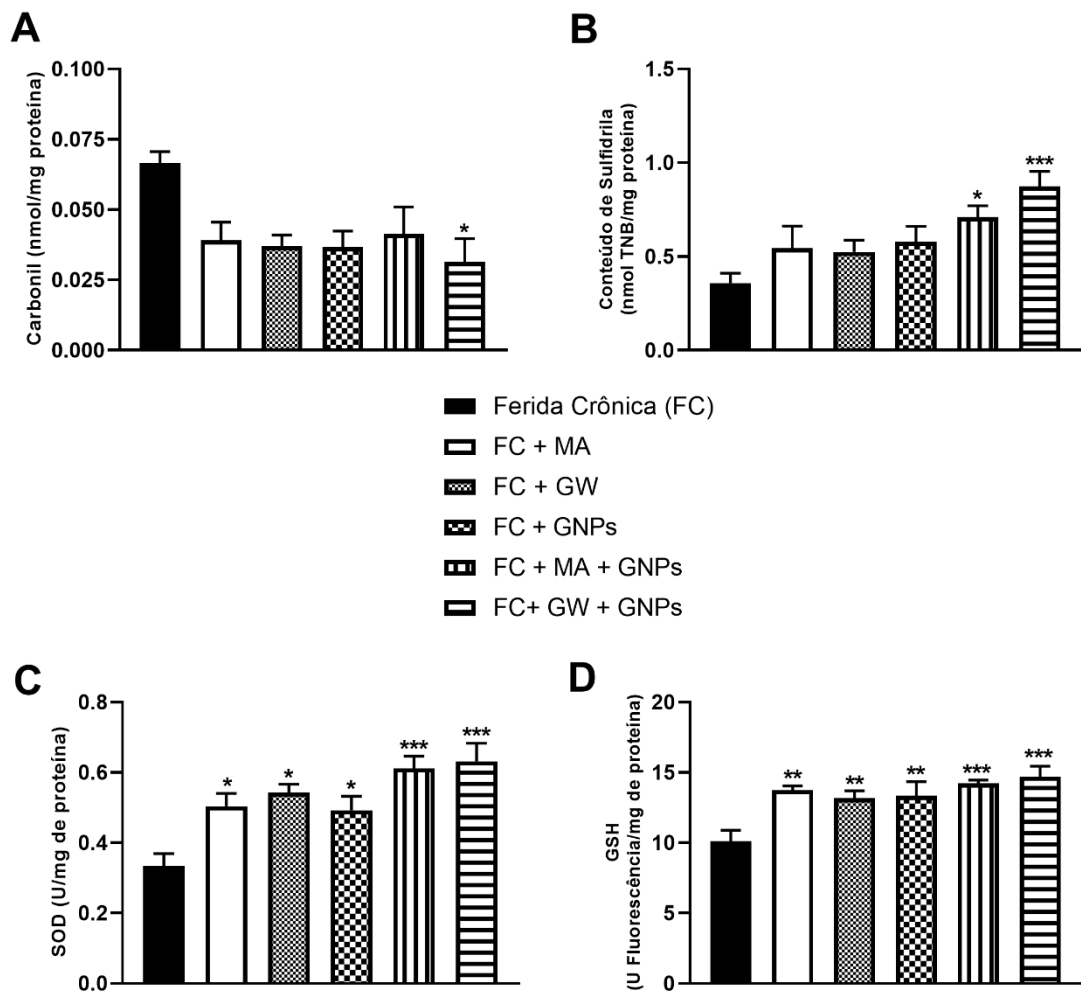 A
Carbonil (nmol/mg proteína)
0.100
0.075
0.050
0.025
0.000
*
B
Conteúdo de Sulfidrila
(nmol TNB/mg proteína)
1.5
1.0
0.5
0.0
*
***
Ferida Crônica (FC)
FC + MA
FC + GW
FC + GNPs
FC + MA + GNPs
FC+ GW + GNPs
C
SOD (U/mg de proteína)
0.8
0.6
0.4
0.2
0.0
*
*
*
***
***
D
GSH
(U Fluorescência/mg de proteína)
20
15
10
5
0
**
**
**
***
***